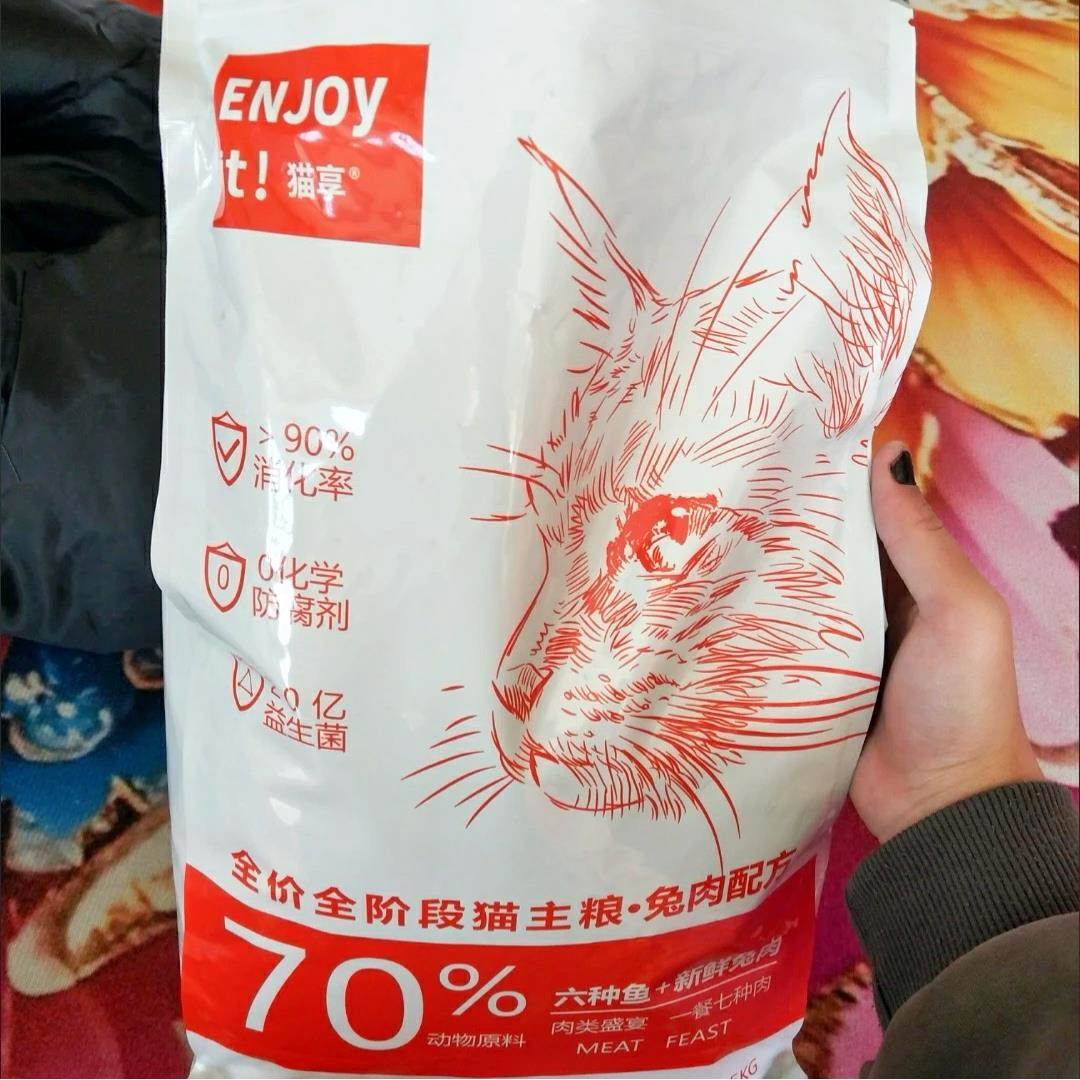 ENJOY
it! 猫享®
> 90%
消化率
0
0化学
防腐剂
亿
益生菌
全价全阶段猫主粮·兔肉配方
70%
动物原料
六种鱼+新鲜兔肉
肉类盛宴 一餐七种肉
MEAT FEAST
KG